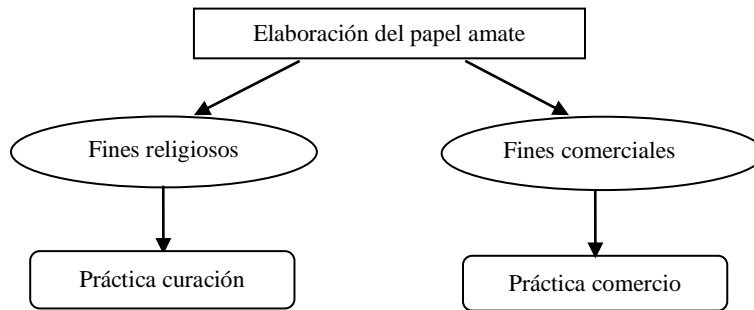 Elaboración del papel amate
Fines religiosos
Fines comerciales
Práctica curación
Práctica comercio